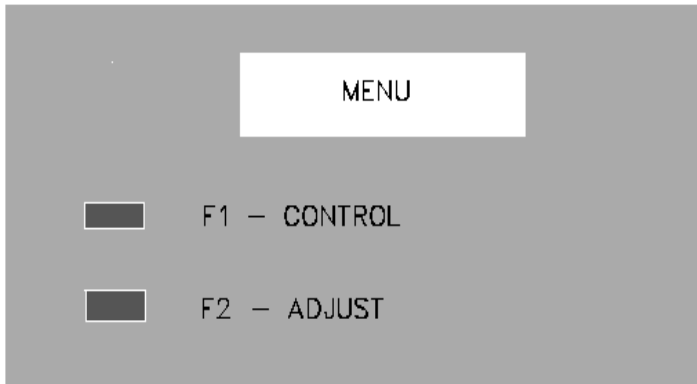 MENU
F1 – CONTROL
F2 – ADJUST